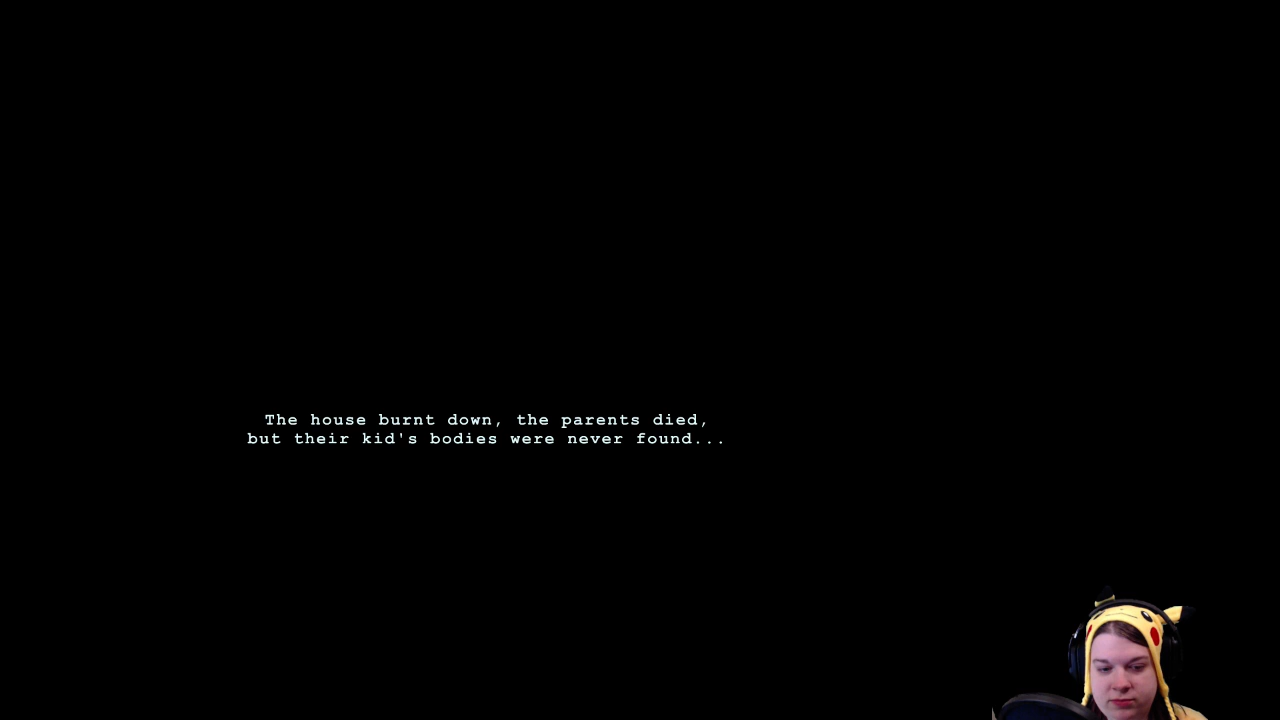 The house burnt down, the parents died,
but their kid's bodies were never found...